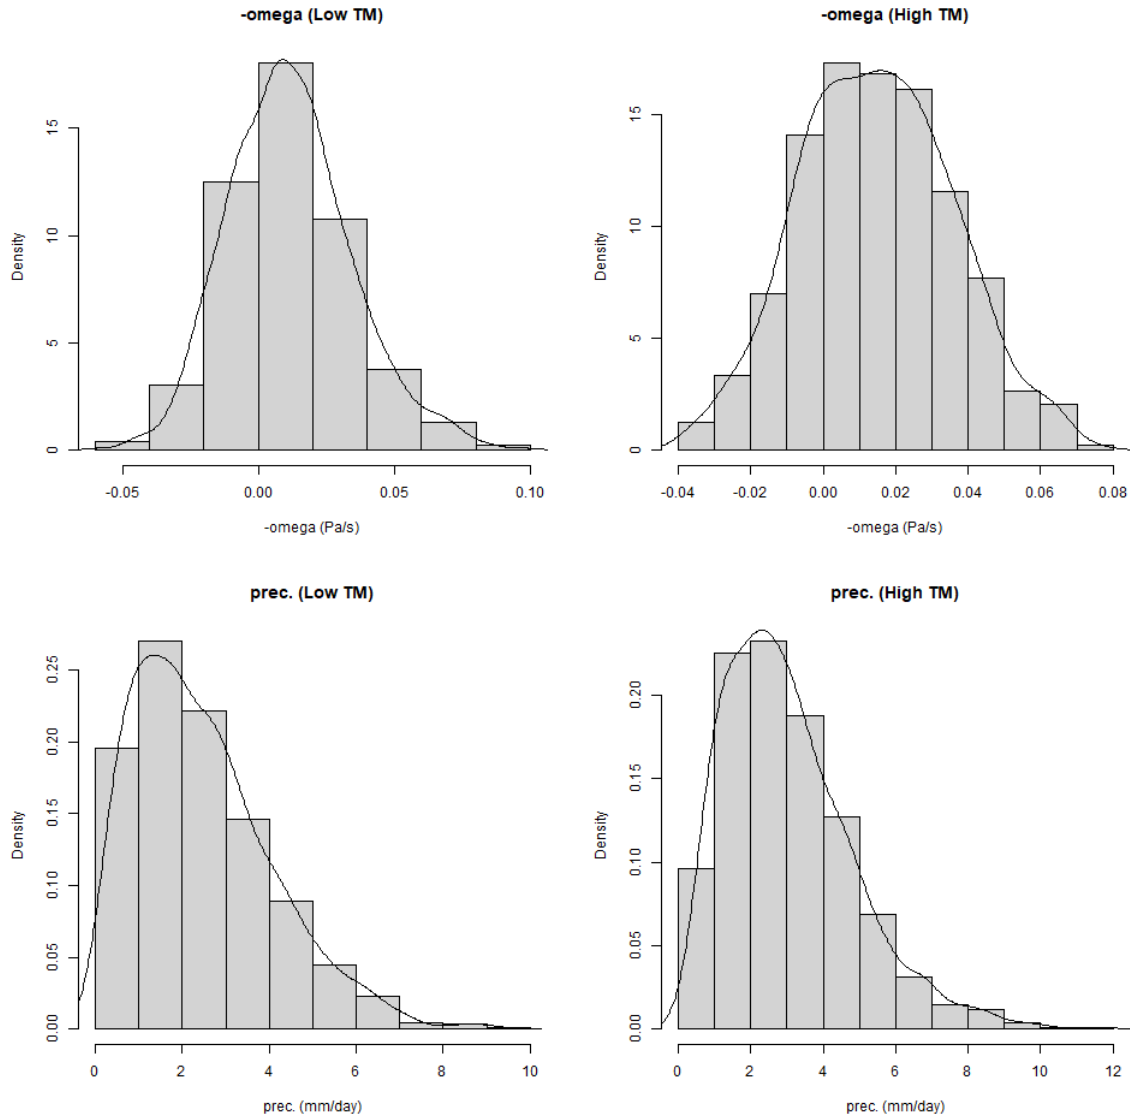 -omega (Low TM)
Density
0 5 10 15
-0.05 0.00 0.05 0.10
-omega (Pa/s)
-omega (High TM)
Density
0 5 10 15
-0.04 -0.02 0.00 0.02 0.04 0.06 0.08
-omega (Pa/s)
prec. (Low TM)
Density
0.00 0.05 0.10 0.15 0.20 0.25
0 2 4 6 8 10
prec. (mm/day)
prec. (High TM)
Density
0.00 0.05 0.10 0.15 0.20
0 2 4 6 8 10 12
prec. (mm/day)